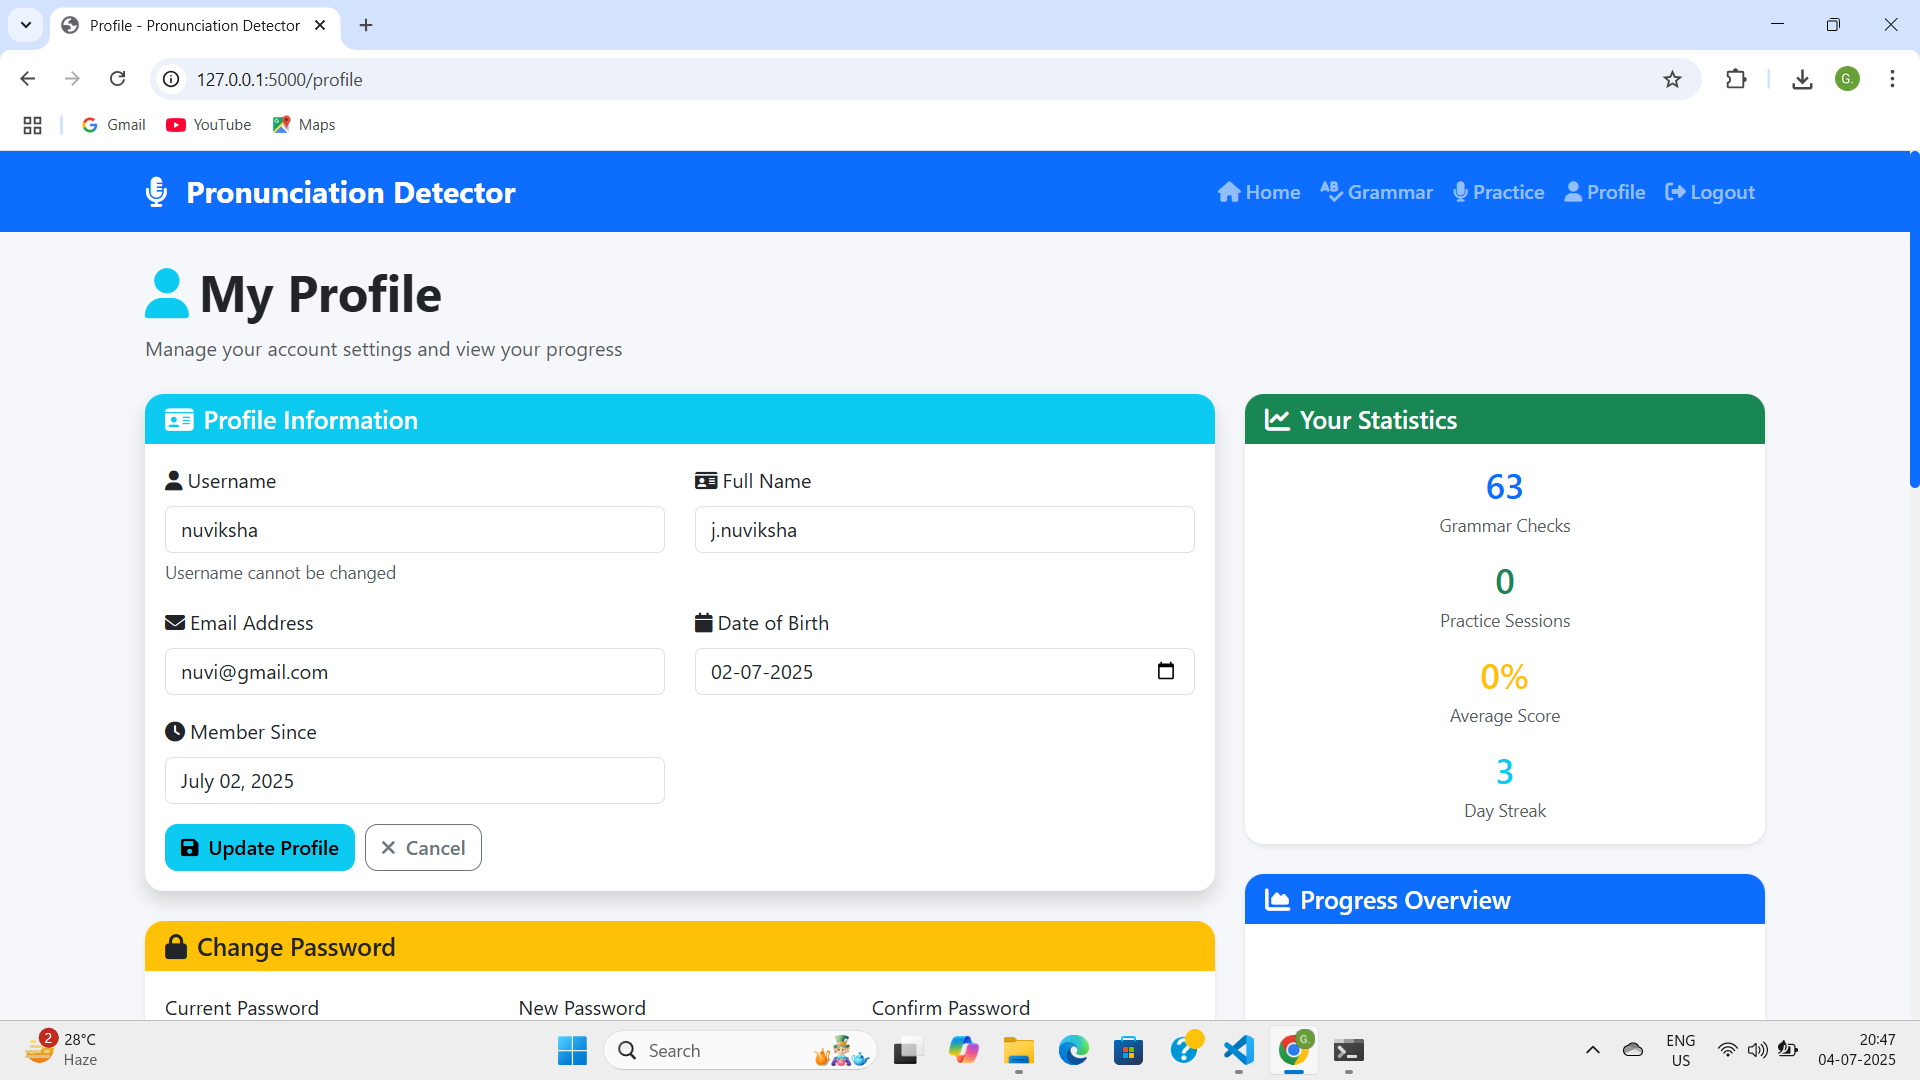 Profile - Pronunciation Detector
127.0.0.1:5000/profile
G.
Gmail
YouTube
Maps
Pronunciation Detector
Home
Grammar
Practice
Profile
Logout
My Profile
Manage your account settings and view your progress
Profile Information
Username
Full Name
nuviksha
j.nuviksha
Username cannot be changed
Email Address
Date of Birth
nuvi@gmail.com
02-07-2025
Member Since
July 02, 2025
Update Profile
Cancel
Your Statistics
63
Grammar Checks
0
Practice Sessions
0%
Average Score
3
Day Streak
Progress Overview
Change Password
Current Password
New Password
Confirm Password
2
28°C
Haze
Search
G.
ENG
US
20:47
04-07-2025